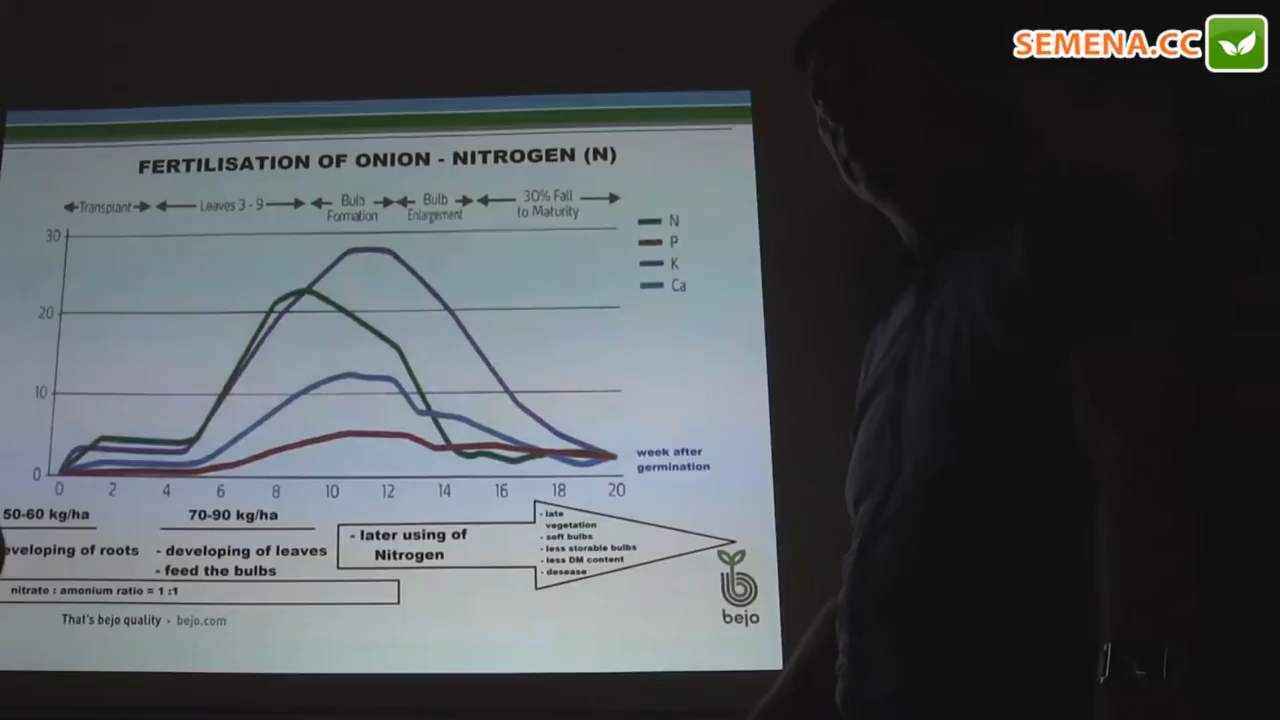 SEMENA.CC
FERTILISATION OF ONION - NITROGEN (N)
Transplant
Leaves 3 - 9
Bulb
Formation
Bulb
Enlargement
30% Fall
to Maturity
N
P
K
Ca
30
20
10
0
0 2 4 6 8 10 12 14 16 18 20
week after
germination
50-60 kg/ha
70-90 kg/ha
eveloping of roots
- developing of leaves
- feed the bulbs
- later using of
Nitrogen
- late
vegetation
- soft bulbs
- less storable bulbs
- less DM content
- desease
nitrate : amonium ratio = 1 :1
That's bejo quality • bejo.com
bejo